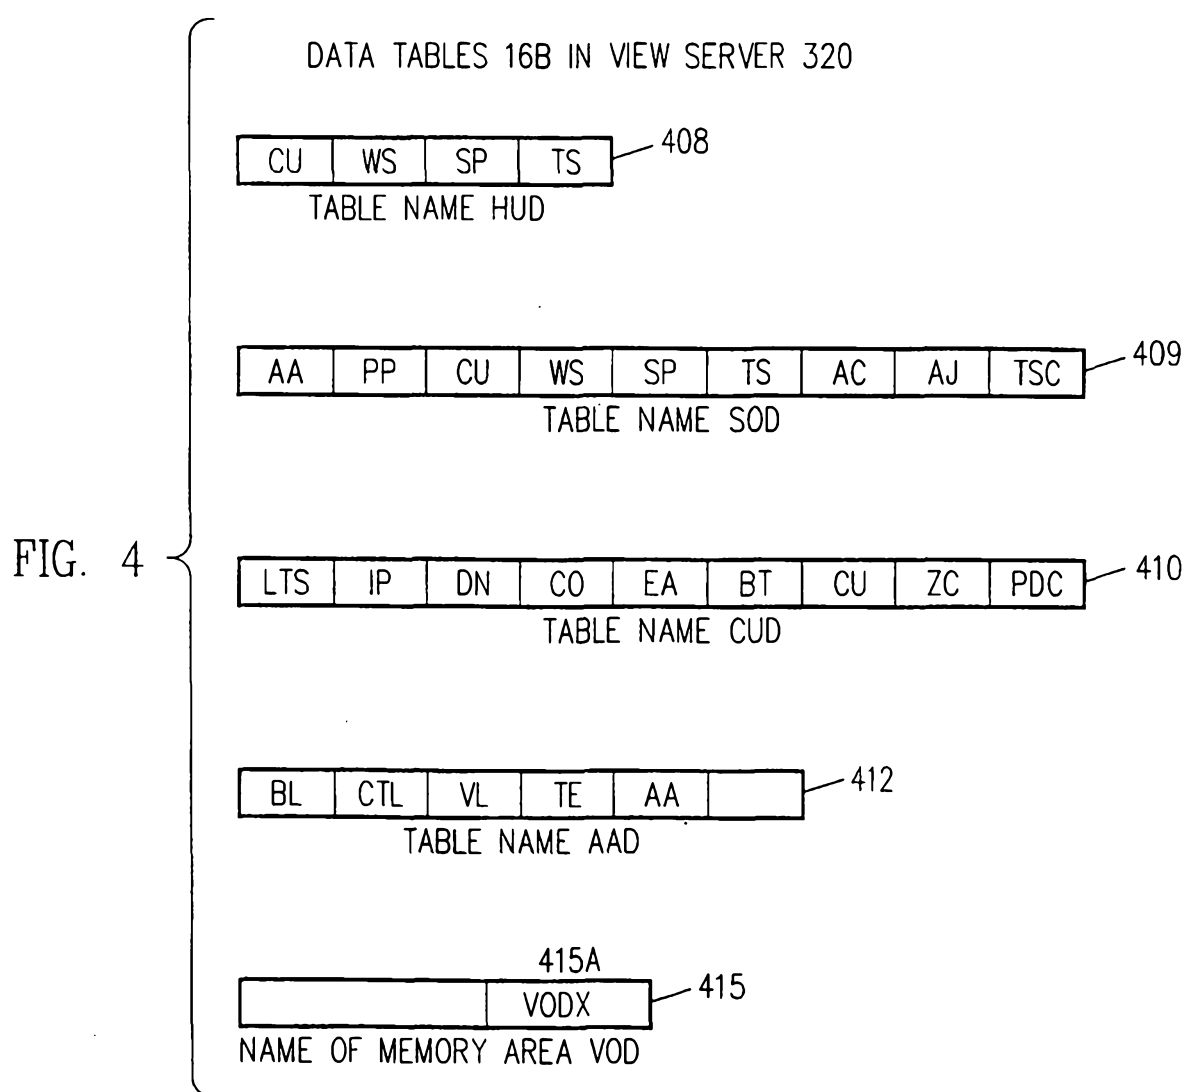 DATA TABLES 16B IN VIEW SERVER 320
CU WS SP TS 408
TABLE NAME HUD
AA PP CU WS SP TS AC AJ TSC 409
TABLE NAME SOD
FIG. 4
LTS IP DN CO EA BT CU ZC PDC 410
TABLE NAME CUD
BL CTL VL TE AA 412
TABLE NAME AAD
415A
VODX 415
NAME OF MEMORY AREA VOD